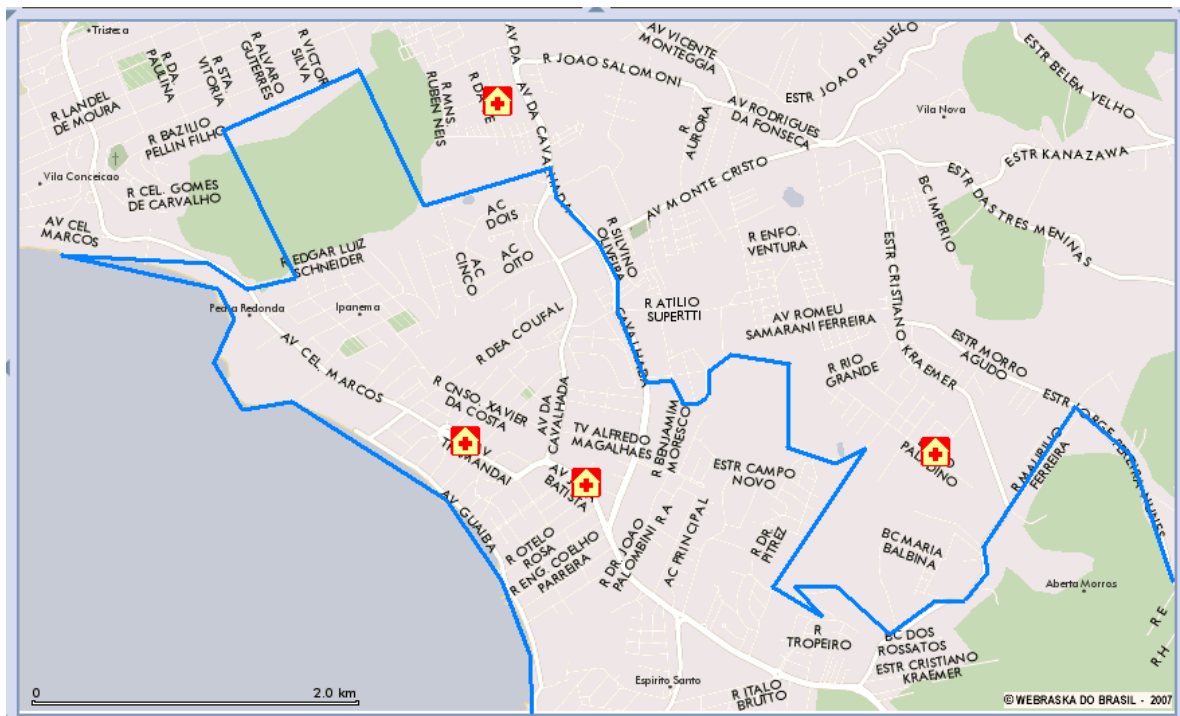 Tristeza
R DA.
PAULINA
R STA.
VITORIA
R ALVARO
GUTERRES
R VICTOR
SILVA
AV DA
AV VICENTE
MONTEGGIA
R JOAO SALOMONI
ESTR JOAO PASSUELO
ESTR BELEM VELHO
R LANDEL
DE MOURA
R BAZILIO
PELLIN FILHO
R MNS.
RUBEN NEIS
AV DA CAVALHADA
R
AURORA
AV RODRIGUES
DA FONSECA
Vila Nova
ESTR KANAZAWA
Vila Conceicao
R CEL. GOMES
DE CARVALHO
AV MONTE CRISTO
BC IMPERIO
ESTR DAS TRES MENINAS
AV CEL
MARCOS
R EDGAR LUIZ
SCHNEIDER
AC
DOIS
AC
OITO
AC
CINCO
R SILVINO
OLIVEIRA
R ENFO.
VENTURA
ESTR CRISTIANO KRAEMER
Pedra Redonda
Ipanema
R ATILIO
SUPERTTI
AV ROMEU
SAMARANI FERREIRA
CAVALHADA
R DEA COUFAL
AV CEL MARCOS
R RIO
GRANDE
ESTR MORRO
AGUDO
R CNSO. XAVIER
DA COSTA
AV DA
CAVALHADA
TV ALFREDO
MAGALHAES
R BENJAMIM
MORESCO
ESTR JORGE PEREIRA NUNES
R MAURILIO
FERREIRA
PALADINO
AV
TAMANDAI
BATISTA
ESTR CAMPO
NOVO
AV GUAIBA
R OTELO
ROSA
R ENG. COELHO
PARREIRA
R DR. JOAO
PALOMBINI
R A
AC PRINCIPAL
R DR.
PITREZ
BC MARIA
BALBINA
Aberta Morros
R
TROPEIRO
BC DOS
ROSSATOS
ESTR CRISTIANO
KRAEMER
R E
R H
Espirito Santo
R ITALO
BRUTTO
0 2.0 km
© WEBRASKA DO BRASIL - 2007